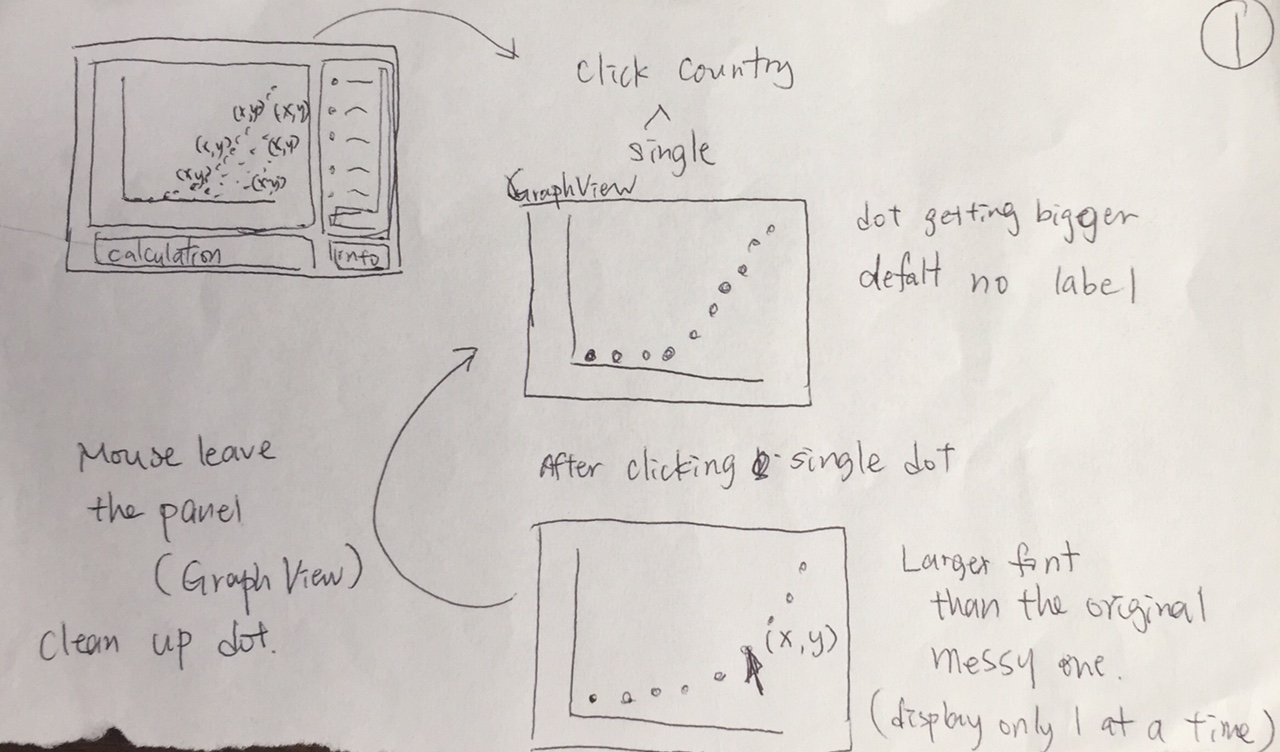 1
(x,y) (x,y)
(x,y) (x,y)
(x,y) (x,y)
calculation
info
Click Country
^
single
GraphView
dot getting bigger
defalt no label
Mouse leave
the panel
(Graph View)
Clean up dot.
After clicking single dot
(x,y)
Larger font
than the original
messy one.
(display only 1 at a time)